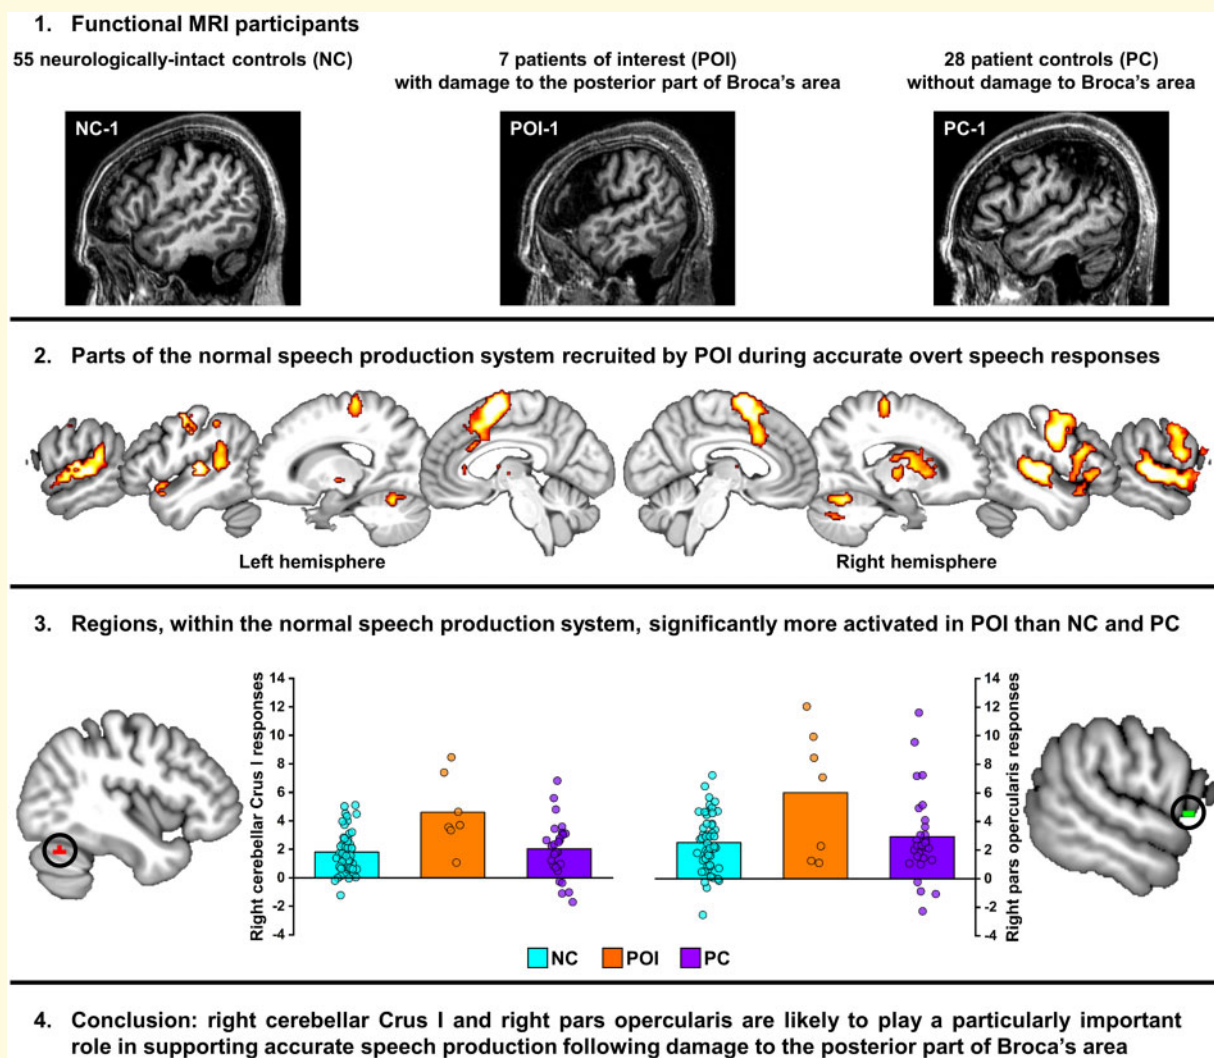 1. Functional MRI participants
55 neurologically-intact controls (NC)
7 patients of interest (POI)
with damage to the posterior part of Broca's area
28 patient controls (PC)
without damage to Broca's area
NC-1
POI-1
PC-1
2. Parts of the normal speech production system recruited by POI during accurate overt speech responses
Left hemisphere
Right hemisphere
3. Regions, within the normal speech production system, significantly more activated in POI than NC and PC
Right cerebellar Crus I responses
14
12
10
8
6
4
2
0
-2
-4
14
12
10
8
6
4
2
0
-2
-4
Right pars opercularis responses
NC
POI
PC
4. Conclusion: right cerebellar Crus I and right pars opercularis are likely to play a particularly important
role in supporting accurate speech production following damage to the posterior part of Broca's area